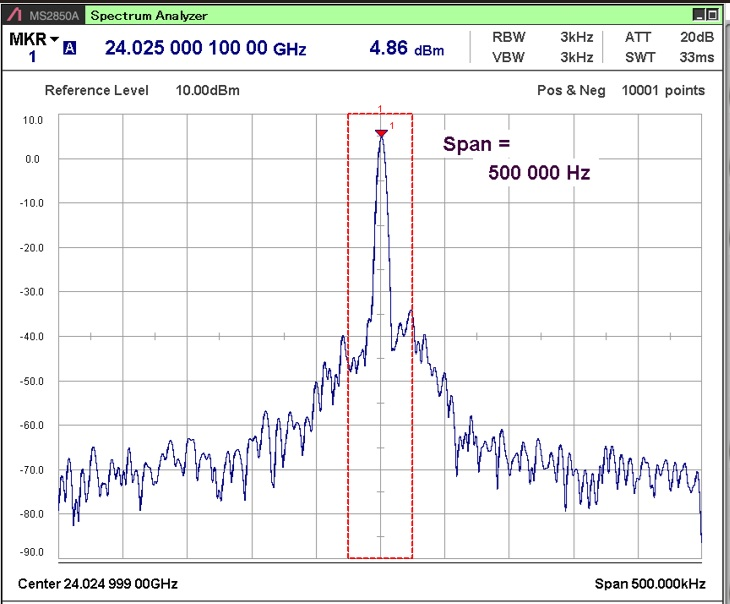 MS2850A Spectrum Analyzer
MKR A 24.025 000 100 00 GHz 4.86 dBm RBW 3kHz ATT 20dB
1 VBW 3kHz SWT 33ms
Reference Level 10.00dBm Pos & Neg 10001 points
1
10.0
1
Span =
0.0
500 000 Hz
-10.0
-20.0
-30.0
-40.0
-50.0
-60.0
-70.0
-80.0
-90.0
Center 24.024 999 00GHz Span 500.000kHz